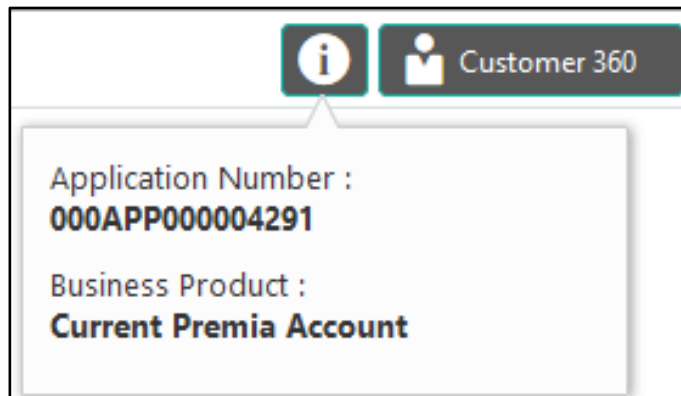 i Customer 360
Application Number :
000APP000004291
Business Product :
Current Premia Account